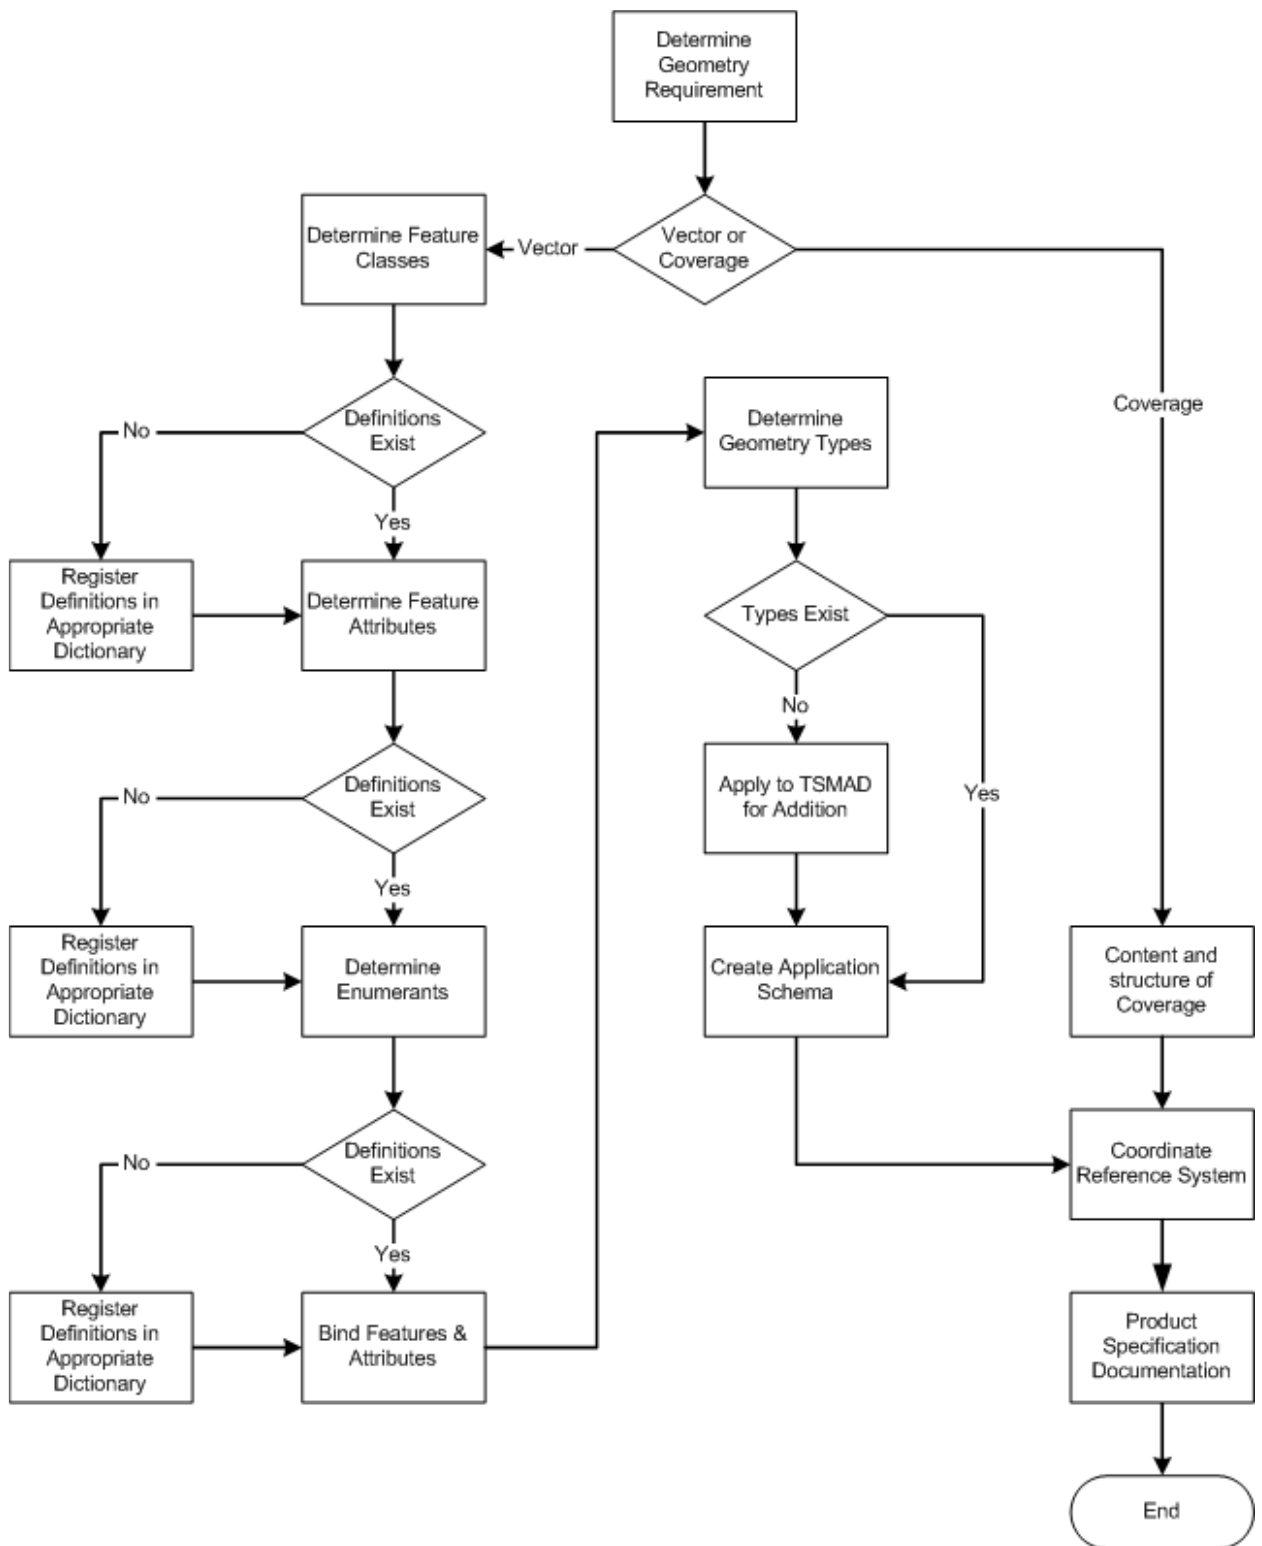 Determine
Geometry
Requirement
Vector or
Coverage
Vector
Determine Feature
Classes
Coverage
Definitions
Exist
No
Yes
Register
Definitions in
Appropriate
Dictionary
Determine Feature
Attributes
Definitions
Exist
No
Yes
Register
Definitions in
Appropriate
Dictionary
Determine
Enumerants
Definitions
Exist
No
Yes
Register
Definitions in
Appropriate
Dictionary
Bind Features &
Attributes
Determine
Geometry Types
Types Exist
No
Yes
Apply to TSMAD
for Addition
Create Application
Schema
Content and
structure of
Coverage
Coordinate
Reference System
Product
Specification
Documentation
End